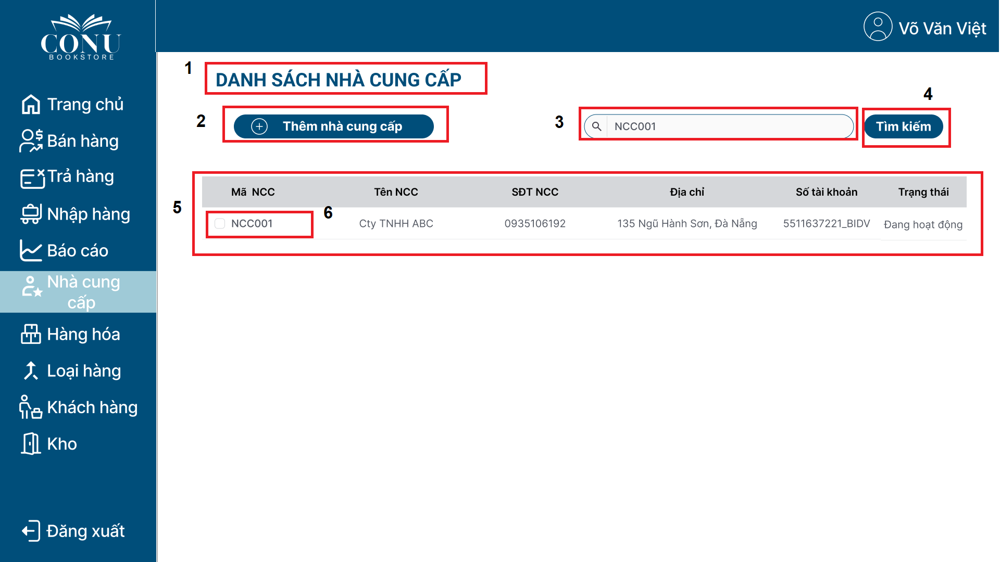 CONU
BOOKSTORE
Võ Văn Việt
Trang chủ
Bán hàng
Trả hàng
Nhập hàng
Báo cáo
Nhà cung
cấp
Hàng hóa
Loại hàng
Khách hàng
Kho
Đăng xuất
1
DANH SÁCH NHÀ CUNG CẤP
2
Thêm nhà cung cấp
3
NCC001
4
Tìm kiếm
5
Mã NCC Tên NCC SĐT NCC Địa chỉ Số tài khoản Trạng thái
6
NCC001 Cty TNHH ABC 0935106192 135 Ngũ Hành Sơn, Đà Nẵng 5511637221_BIDV Đang hoạt động